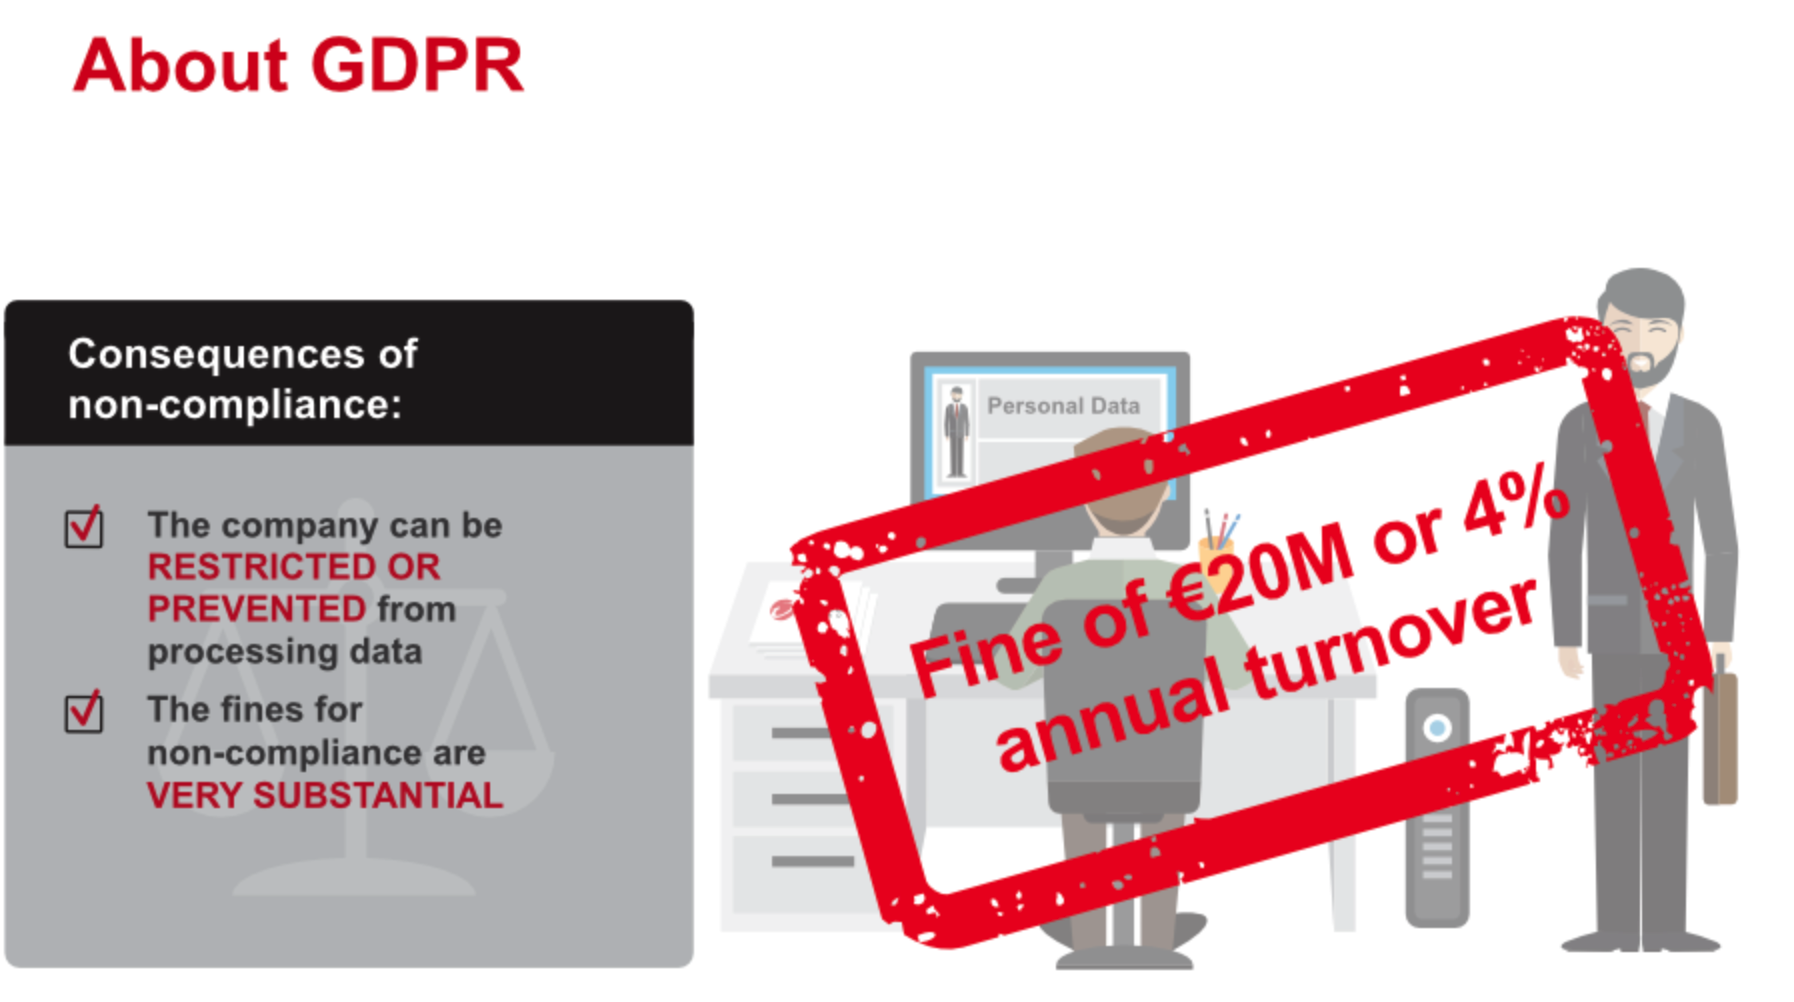 About GDPR
Consequences of
non-compliance:
The company can be
RESTRICTED OR
PREVENTED from
processing data
The fines for
non-compliance are
VERY SUBSTANTIAL
Personal Data
Fine of €20M or 4%
annual turnover